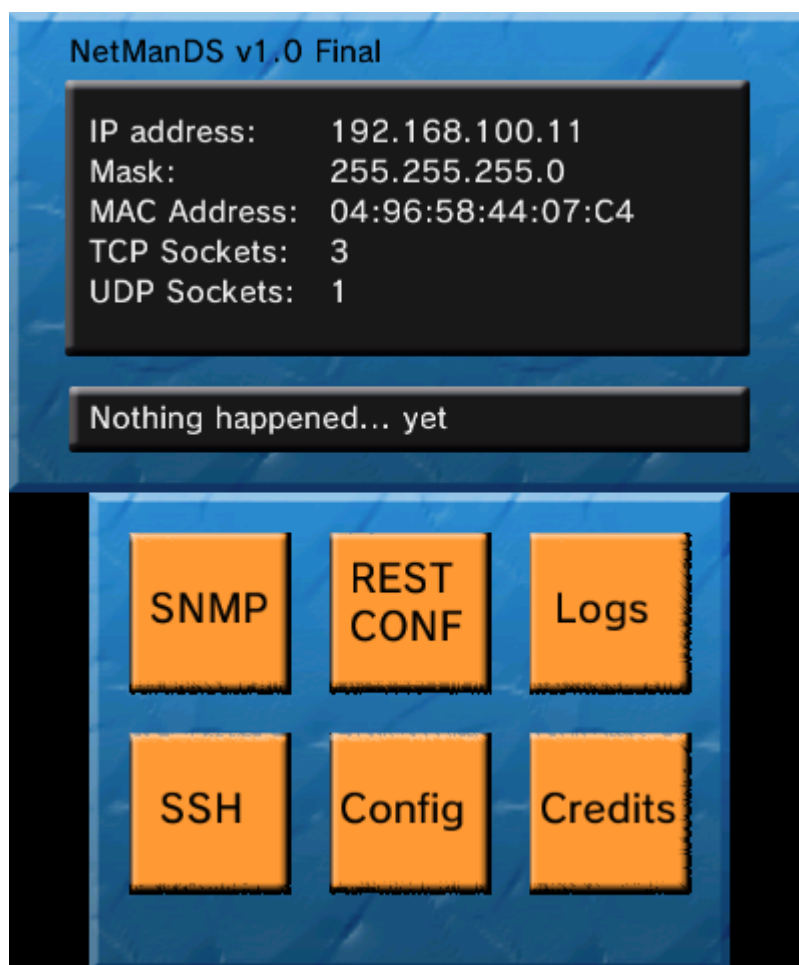 NetManDS v1.0 Final
IP address: 192.168.100.11
Mask: 255.255.255.0
MAC Address: 04:96:58:44:07:C4
TCP Sockets: 3
UDP Sockets: 1
Nothing happened... yet
SNMP
REST
CONF
Logs
SSH
Config
Credits